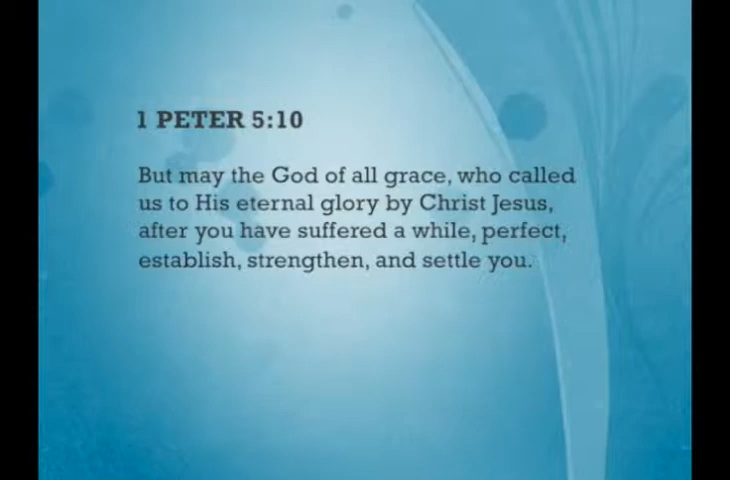 1 PETER 5:10
But may the God of all grace, who called
us to His eternal glory by Christ Jesus,
after you have suffered a while, perfect,
establish, strengthen, and settle you.